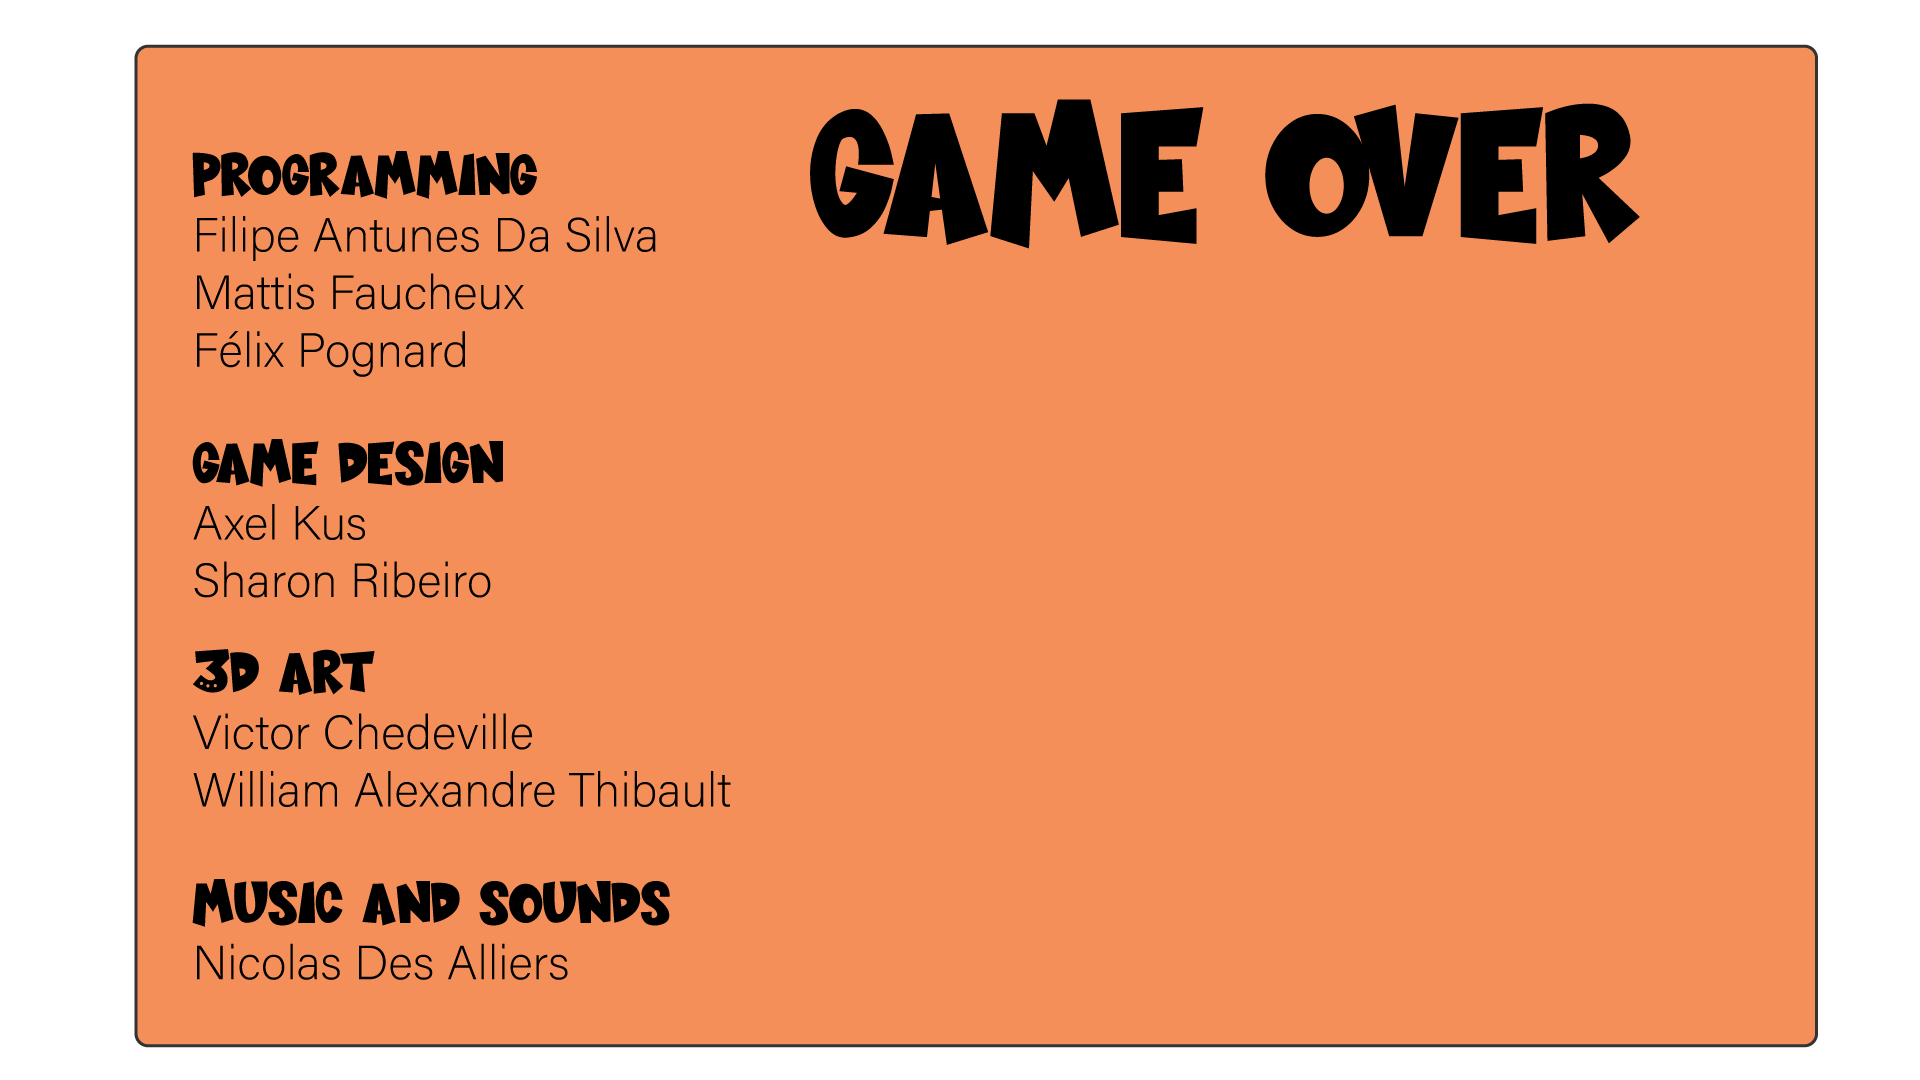 GAME OVER
PROGRAMMING
Filipe Antunes Da Silva
Mattis Faucheux
Félix Pognard
GAME DESIGN
Axel Kus
Sharon Ribeiro
3D ART
Victor Chedeville
William Alexandre Thibault
MUSIC AND SOUNDS
Nicolas Des Alliers